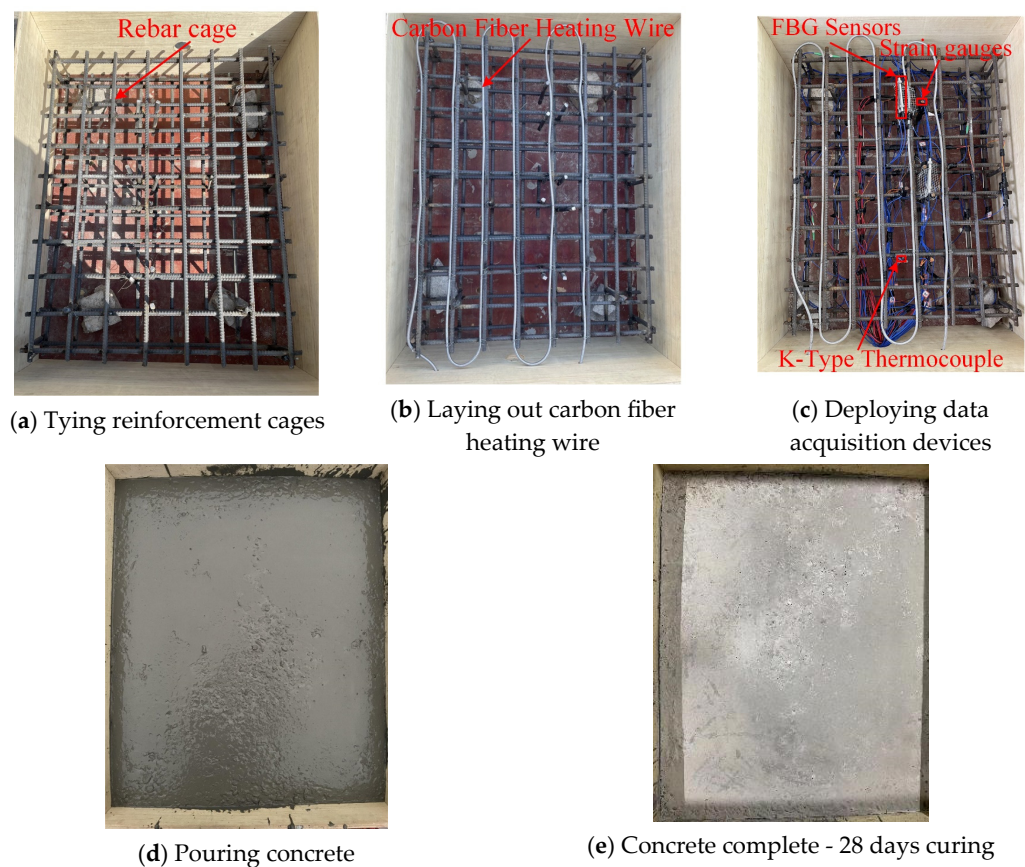 Rebar cage
Carbon Fiber Heating Wire
FBG Sensors
Strain gauges
K-Type Thermocouple
(a) Tying reinforcement cages
(b) Laying out carbon fiber
heating wire
(c) Deploying data
acquisition devices
(d) Pouring concrete
(e) Concrete complete - 28 days curing